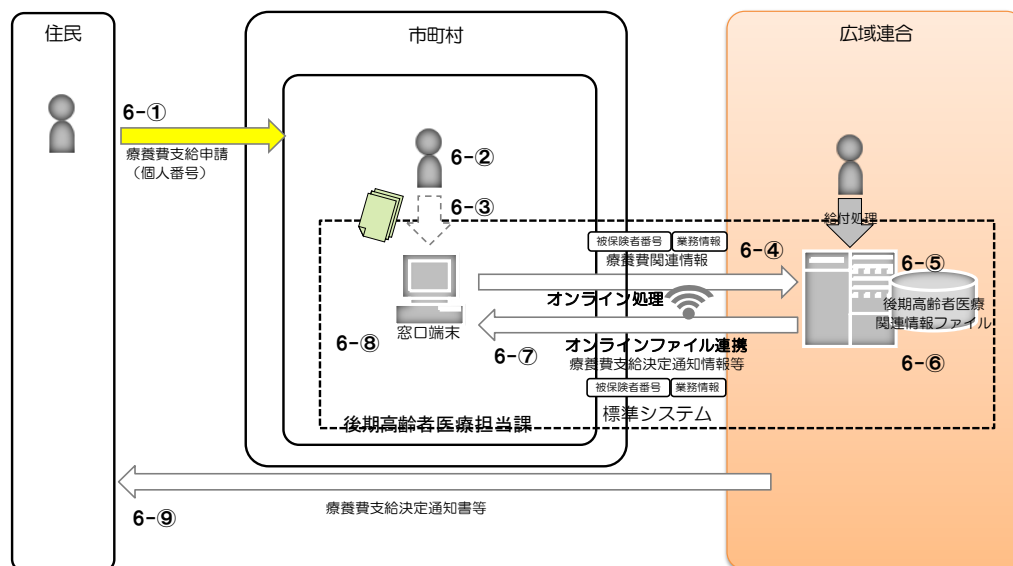 住民
市町村
広域連合
6-①
療養費支給申請
（個人番号）
6-②
6-③
給付処理
被保険者番号 業務情報
療養費関連情報
6-④
6-⑤
オンライン処理
後期高齢者医療
関連情報ファイル
窓口端末
6-⑧
6-⑦
オンラインファイル連携
療養費支給決定通知情報等
6-⑥
被保険者番号 業務情報
標準システム
後期高齢者医療担当課
療養費支給決定通知書等
6-⑨